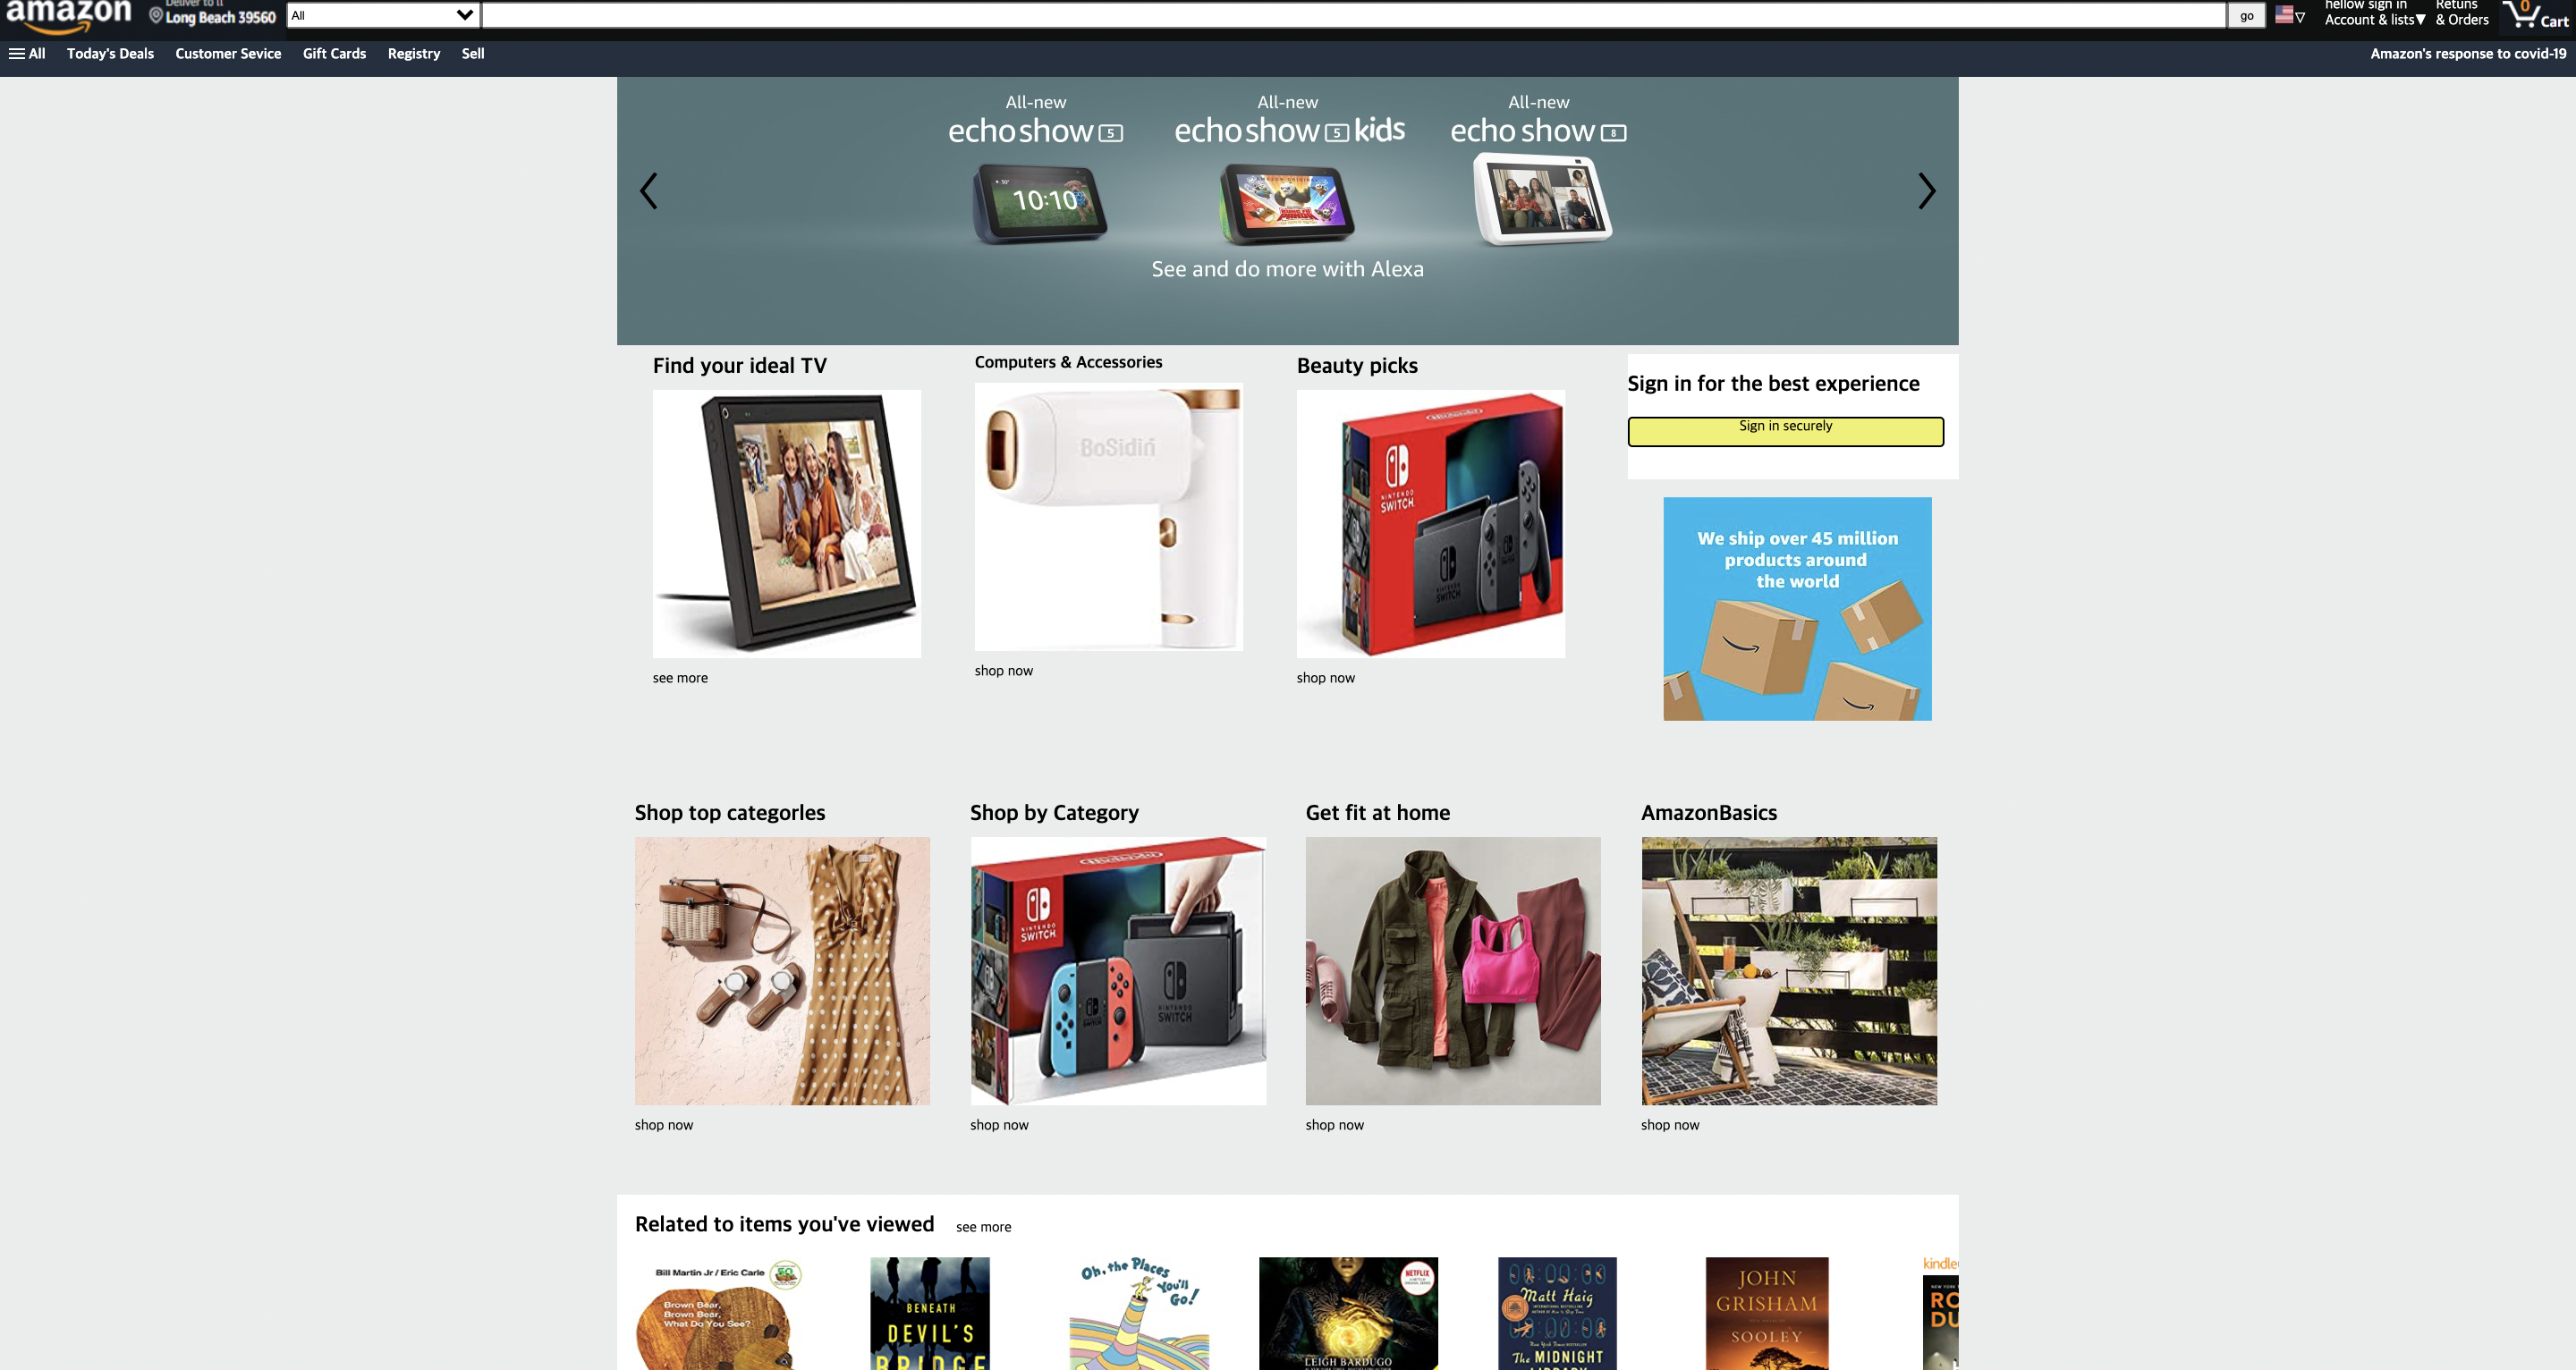 amazon
Deliver to ll
Long Beach 39560
All
go
hellow sign in
Account & lists▼
Retuns
& Orders
0
Cart
All
Today's Deals
Customer Sevice
Gift Cards
Registry
Sell
Amazon's response to covid-19
All-new
echo show 5
All-new
echo show 5 kids
All-new
echo show 8
10:10
See and do more with Alexa
Find your ideal TV
see more
Computers & Accessories
BoSidin
shop now
Beauty picks
NINTENDO
SWITCH
shop now
Sign in for the best experience
Sign in securely
We ship over 45 million
products around
the world
Shop top categorles
shop now
Shop by Category
Nintendo
NINTENDO
SWITCH
NINTENDO
SWITCH
shop now
Get fit at home
shop now
AmazonBasics
shop now
Related to items you've viewed
see more
Bill Martin Jr / Eric Carle
50
Brown Bear,
Brown Bear,
What Do You See?
BENEATH
DEVIL'S
BRIDGE
Oh, the Places
You'll
Go!
NETFLIX
LEIGH BARDUGO
Matt Haig
The MIDNIGHT
LIBRARY
JOHN
GRISHAM
SOOLEY
kindle
RO
DU